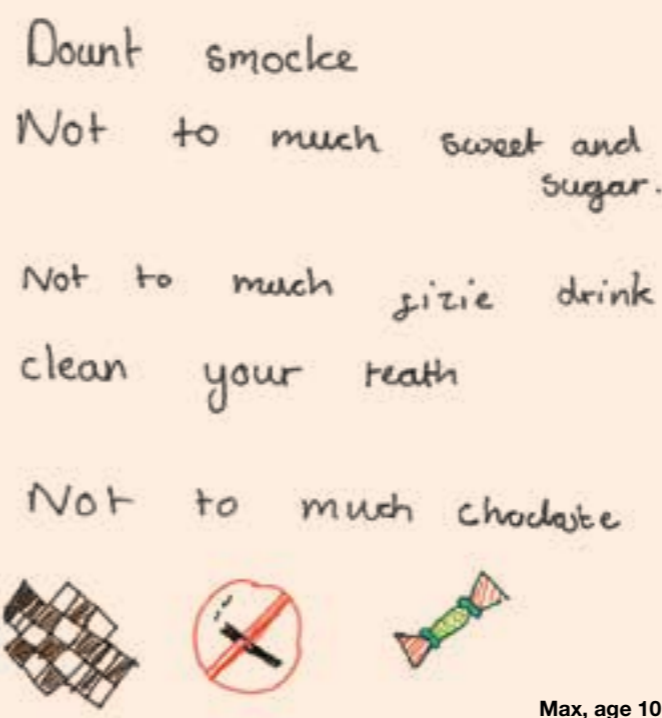 Dount smocke
Not to much sweet and
sugar.
Not to much fizie drink
clean your teath
Not to much choclate
Max, age 10